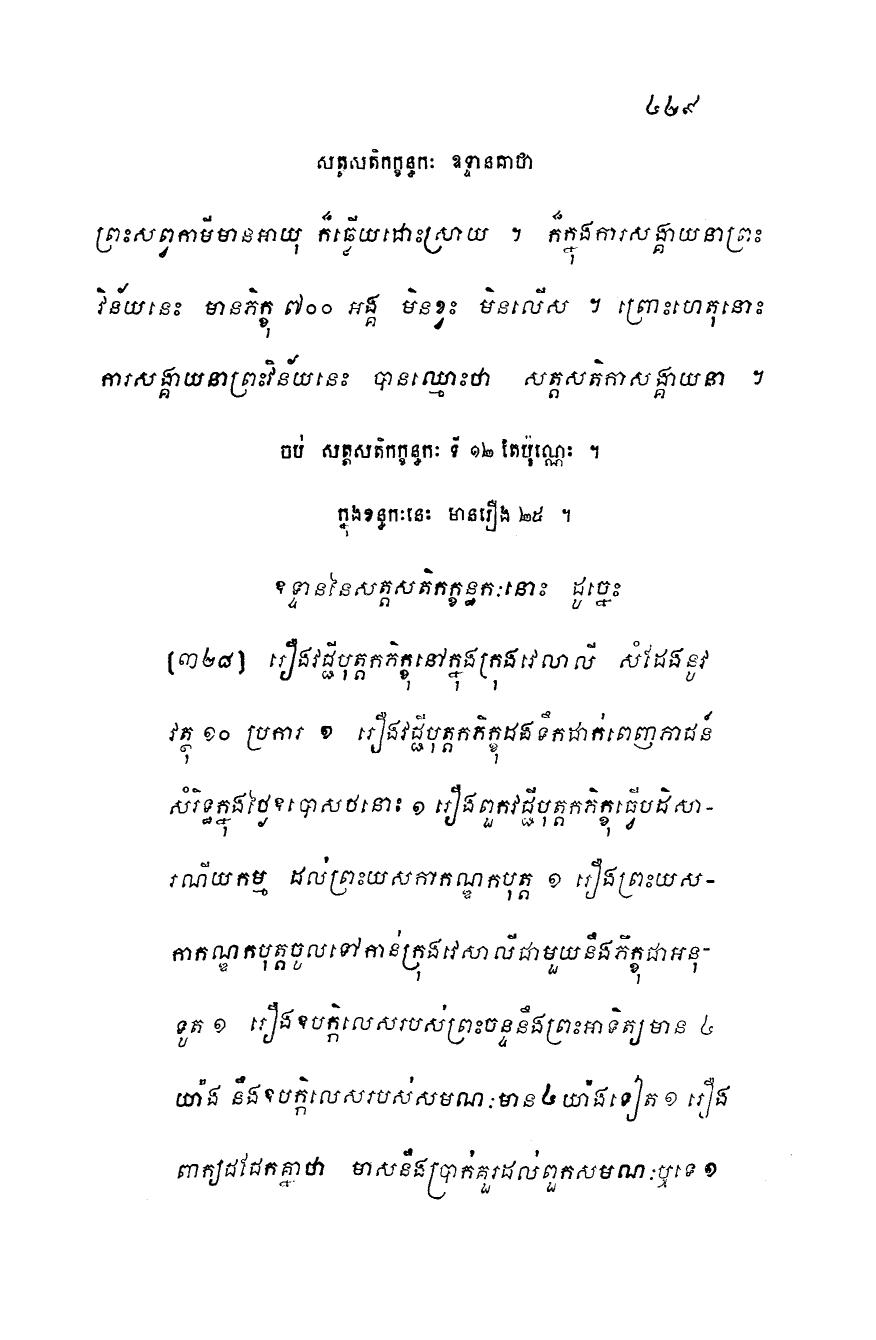 ៤២៩
សត្តសតិកក្ខន្ធកៈ ឧទ្ទានគាថា
ព្រះសព្វកាមីមានអាយុ ក៏ធ្វើយដោះស្រាយ ។ ក៏ក្នុងការសង្គាយនាព្រះ
វិន័យនេះ មានភិក្ខុ ៧០០ អង្គ មិនខ្វះ មិនលើស ។ ព្រោះហេតុនោះ
ការសង្គាយនាព្រះវិន័យនេះ បានឈ្មោះថា សត្តសតិកាសង្គាយនា ។
ចប់ សត្តសតិកក្ខន្ធកៈ ទី ១២ តែប៉ុណ្ណេះ ។
ក្នុងខន្ធកៈនេះ មានរឿង ២៥ ។
ឧទ្ទាននៃសត្តសតិកក្ខន្ធកៈនោះ ដូច្នេះ
[៣២៨] រឿងវជ្ជីបុត្តកភិក្ខុនៅក្នុងក្រុងវេសាលី សំដែងនូវ
វត្ថុ ១០ ប្រការ ១ រឿងវជ្ជីបុត្តកភិក្ខុដងទឹកដាក់ពេញភាជន៍
សំរិទ្ធក្នុងថ្ងៃឧបោសថនោះ ១ រឿងពួកវជ្ជីបុត្តកភិក្ខុធ្វើបដិសា-
រណីយកម្ម ដល់ព្រះយសកាកណ្ឌកបុត្ត ១ រឿងព្រះយស-
កាកណ្ឌកបុត្តចូលទៅកាន់ក្រុងវេសាលីជាមួយនឹងភិក្ខុជាអនុ-
ទូត ១ រឿងឧបក្កិលេសរបស់ព្រះចន្ទនឹងព្រះអាទិត្យមាន ៤
យ៉ាង នឹងឧបក្កិលេសរបស់សមណៈមាន៤យ៉ាងទៀត ១ រឿង
ពាក្យដដែកគ្នាថា មាសនឹងប្រាក់គួរដល់ពួកសមណៈឬទេ ១